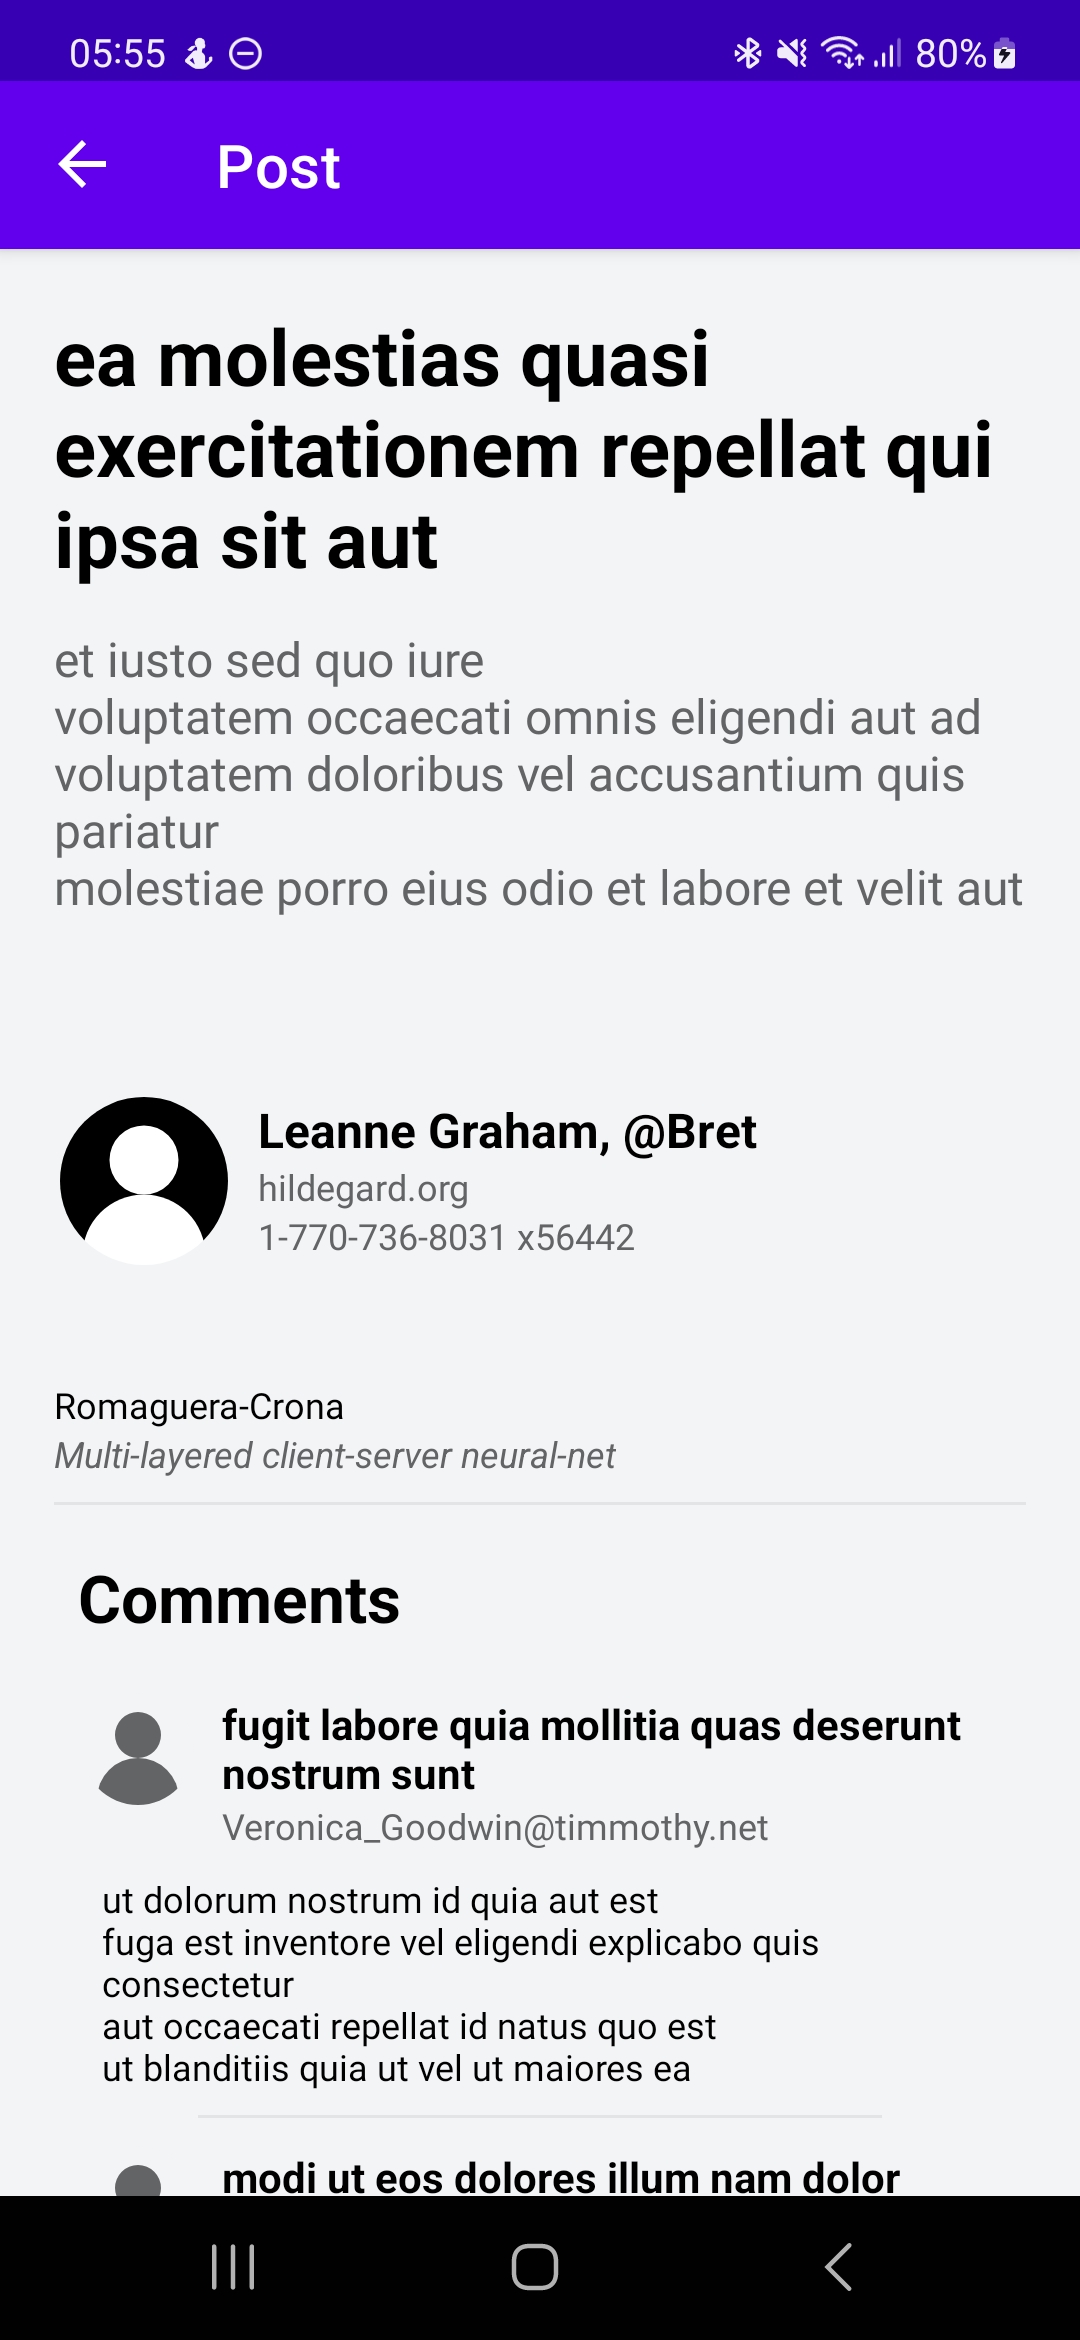 05:55 80%
Post
ea molestias quasi
exercitationem repellat qui
ipsa sit aut
et iusto sed quo iure
voluptatem occaecati omnis eligendi aut ad
voluptatem doloribus vel accusantium quis
pariatur
molestiae porro eius odio et labore et velit aut
Leanne Graham, @Bret
hildegard.org
1-770-736-8031 x56442
Romaguera-Crona
Multi-layered client-server neural-net
Comments
fugit labore quia mollitia quas deserunt
nostrum sunt
Veronica_Goodwin@timmothy.net
ut dolorum nostrum id quia aut est
fuga est inventore vel eligendi explicabo quis
consectetur
aut occaecati repellat id natus quo est
ut blanditiis quia ut vel ut maiores ea
modi ut eos dolores illum nam dolor